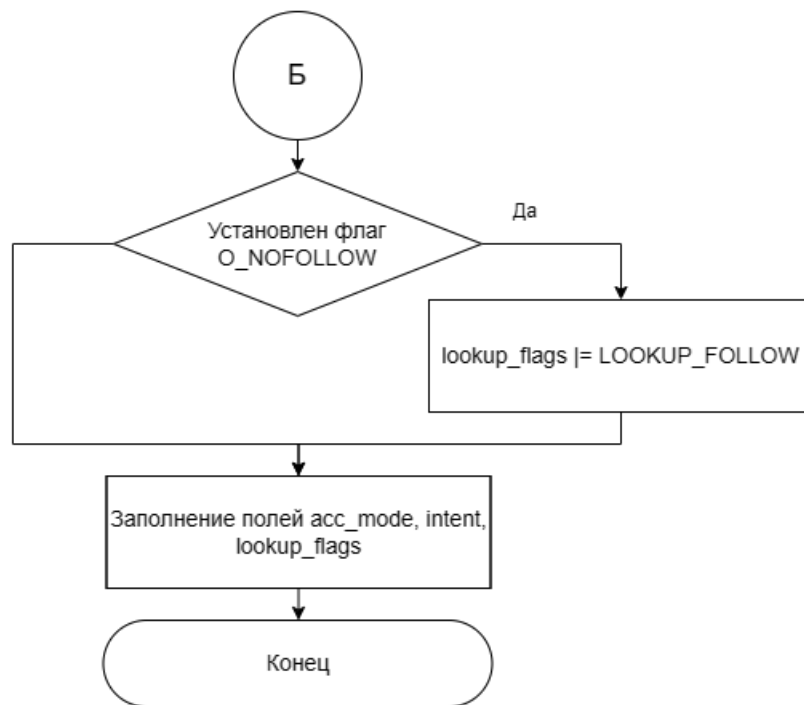 Б
Да
Установлен флаг
O_NOFOLLOW
lookup_flags |= LOOKUP_FOLLOW
Заполнение полей acc_mode, intent,
lookup_flags
Конец